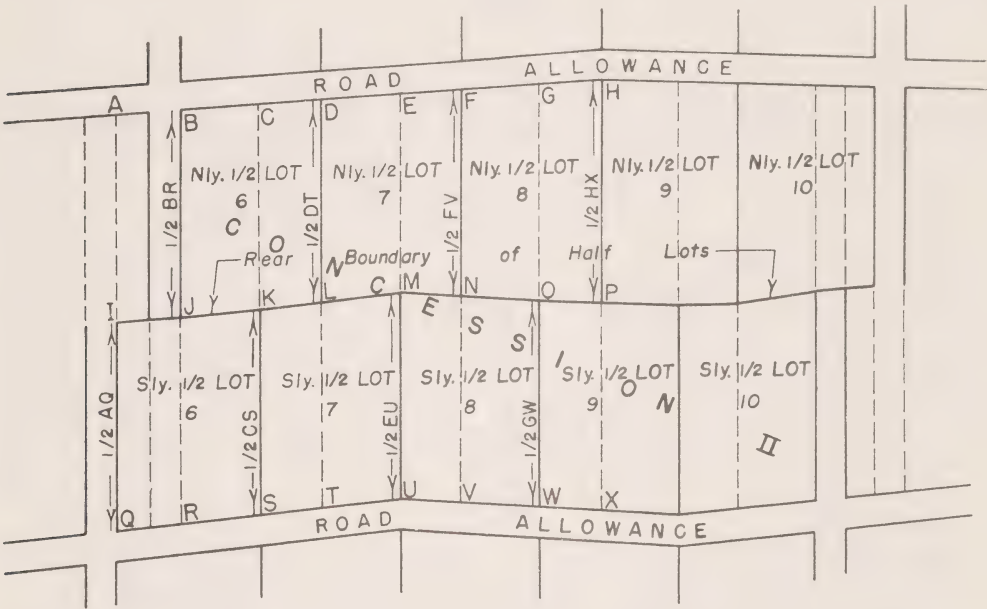 ROAD ALLOWANCE
A B C D E F G H
Nly. 1/2 LOT 6
Nly. 1/2 LOT 7
Nly. 1/2 LOT 8
Nly. 1/2 LOT 9
Nly. 1/2 LOT 10
1/2 BR
1/2 DT
1/2 FV
1/2 HX
CONCESSION II
Rear Boundary of Half Lots
I J K L M N O P
Sly. 1/2 LOT 6
Sly. 1/2 LOT 7
Sly. 1/2 LOT 8
Sly. 1/2 LOT 9
Sly. 1/2 LOT 10
1/2 AQ
1/2 CS
1/2 EU
1/2 GW
Q R S T U V W X
ROAD ALLOWANCE